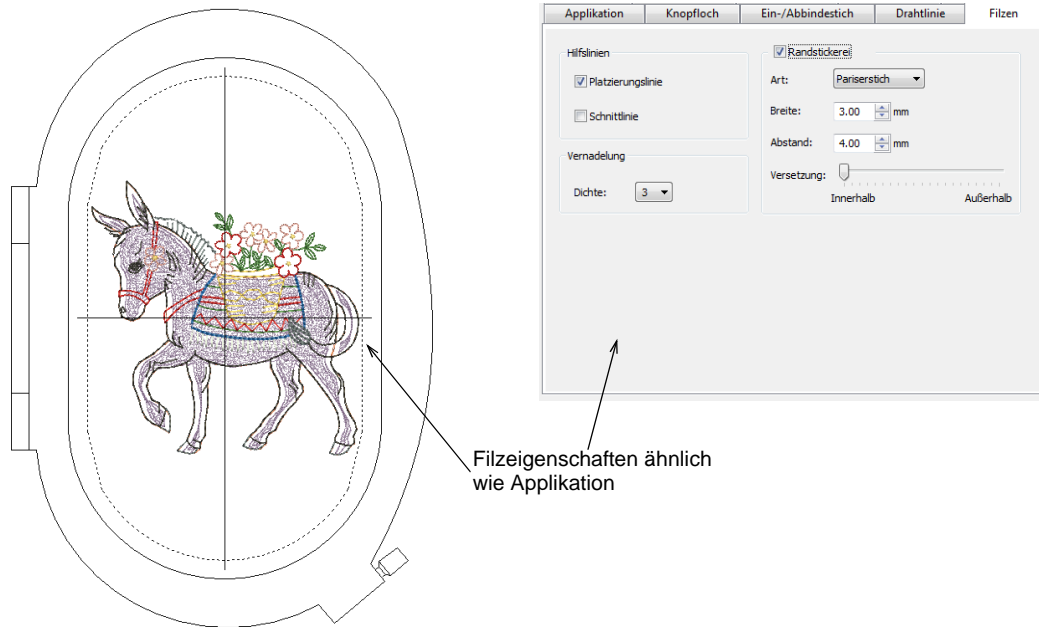 Applikation Knopfloch Ein-/Abbindestich Drahtlinie Filzen
Hilfslinien
Platzierungslinie
Schnittlinie
Vernadelung
Dichte: 3
Randstickerei
Art: Pariserstich
Breite: 3.00 mm
Abstand: 4.00 mm
Versetzung:
Innerhalb Außerhalb
Filzeigenschaften ähnlich
wie Applikation